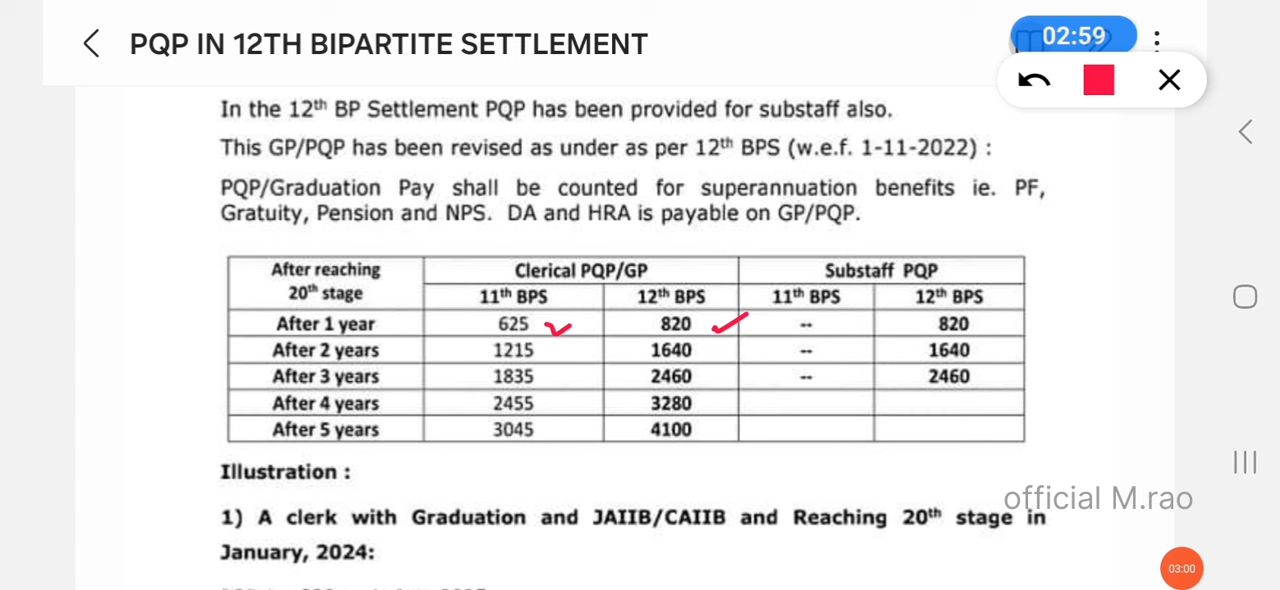 PQP IN 12TH BIPARTITE SETTLEMENT
02:59
In the 12th BP Settlement PQP has been provided for substaff also.
This GP/PQP has been revised as under as per 12th BPS (w.e.f. 1-11-2022) :
PQP/Graduation Pay shall be counted for superannuation benefits ie. PF,
Gratuity, Pension and NPS. DA and HRA is payable on GP/PQP.
After reaching 20th stage Clerical PQP/GP Substaff PQP
11th BPS 12th BPS 11th BPS 12th BPS
After 1 year 625 820 -- 820
After 2 years 1215 1640 -- 1640
After 3 years 1835 2460 -- 2460
After 4 years 2455 3280
After 5 years 3045 4100
Illustration :
official M.rao
1) A clerk with Graduation and JAIIB/CAIIB and Reaching 20th stage in
January, 2024:
03:00